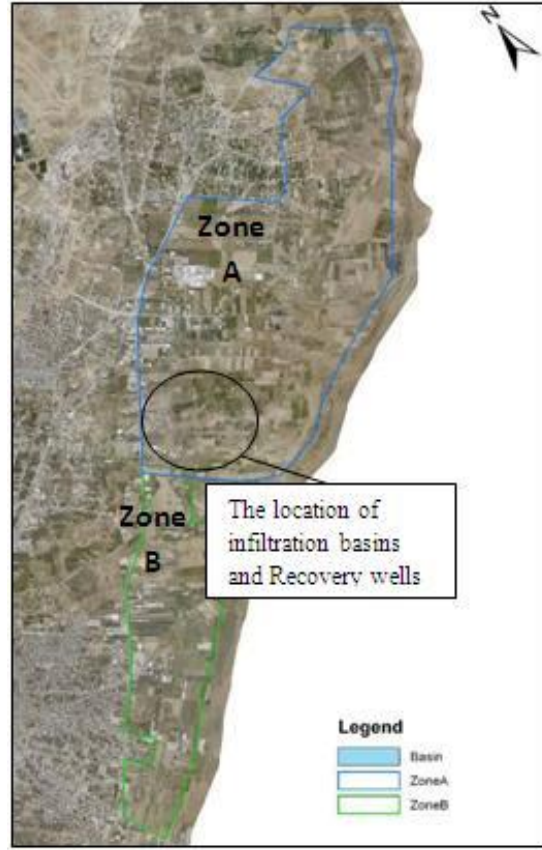 N
Zone
A
Zone
B
The location of
infiltration basins
and Recovery wells
Legend
Basin
ZoneA
ZoneB